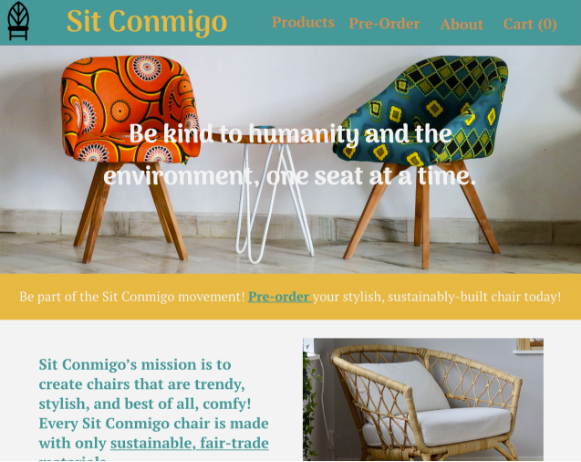 Sit Conmigo
Products Pre-Order About Cart (0)
Be kind to humanity and the
environment, one seat at a time.
Be part of the Sit Conmigo movement! Pre-order your stylish, sustainably-built chair today!
Sit Conmigo's mission is to
create chairs that are trendy,
stylish, and best of all, comfy!
Every Sit Conmigo chair is made
with only sustainable, fair-trade
materials